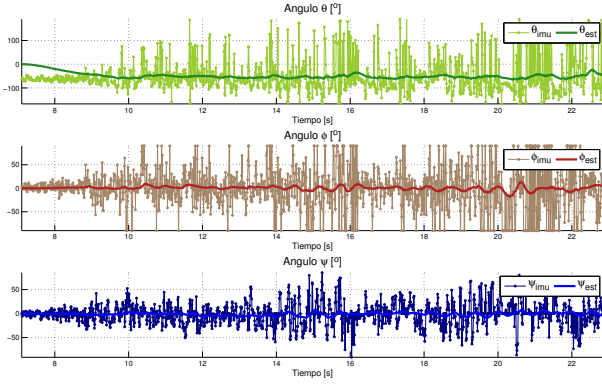 Angulo θ [º]
θimu θest
100
0
−100
8 10 12 14 16 18 20 22
Tiempo [s]
Angulo ϕ [º]
ϕimu ϕest
50
0
−50
8 10 12 14 16 18 20 22
Tiempo [s]
Angulo ψ [º]
ψimu ψest
50
0
−50
8 10 12 14 16 18 20 22
Tiempo [s]